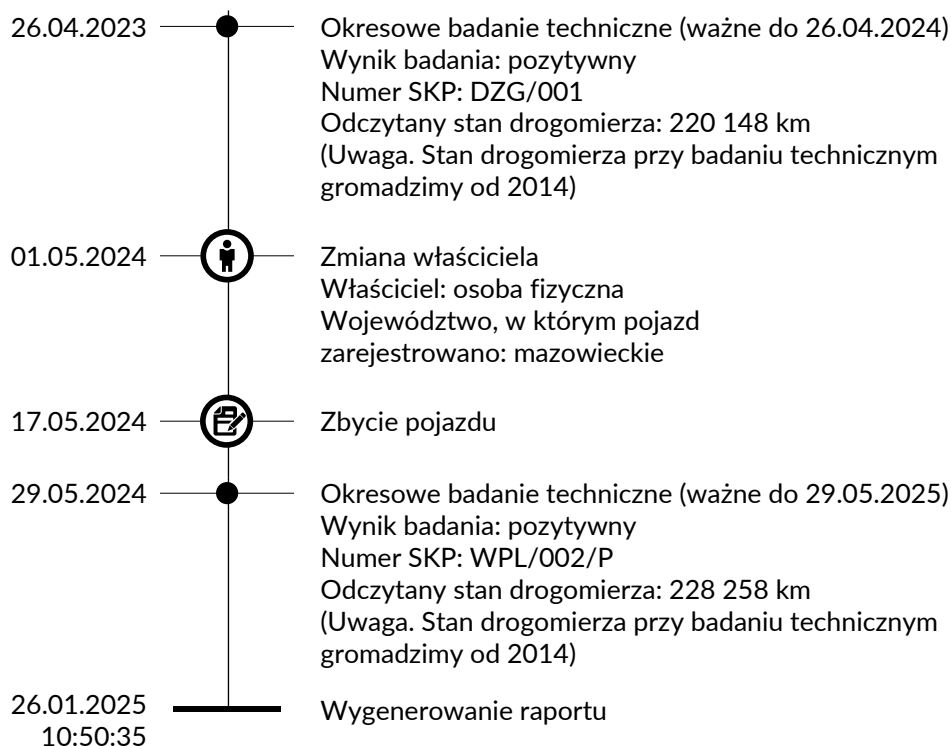 26.04.2023 Okresowe badanie techniczne (ważne do 26.04.2024)
Wynik badania: pozytywny
Numer SKP: DZG/001
Odczytany stan drogomierza: 220 148 km
(Uwaga. Stan drogomierza przy badaniu technicznym
gromadzimy od 2014)
01.05.2024 Zmiana właściciela
Właściciel: osoba fizyczna
Województwo, w którym pojazd
zarejestrowano: mazowieckie
17.05.2024 Zbycie pojazdu
29.05.2024 Okresowe badanie techniczne (ważne do 29.05.2025)
Wynik badania: pozytywny
Numer SKP: WPL/002/P
Odczytany stan drogomierza: 228 258 km
(Uwaga. Stan drogomierza przy badaniu technicznym
gromadzimy od 2014)
26.01.2025 Wygenerowanie raportu
10:50:35